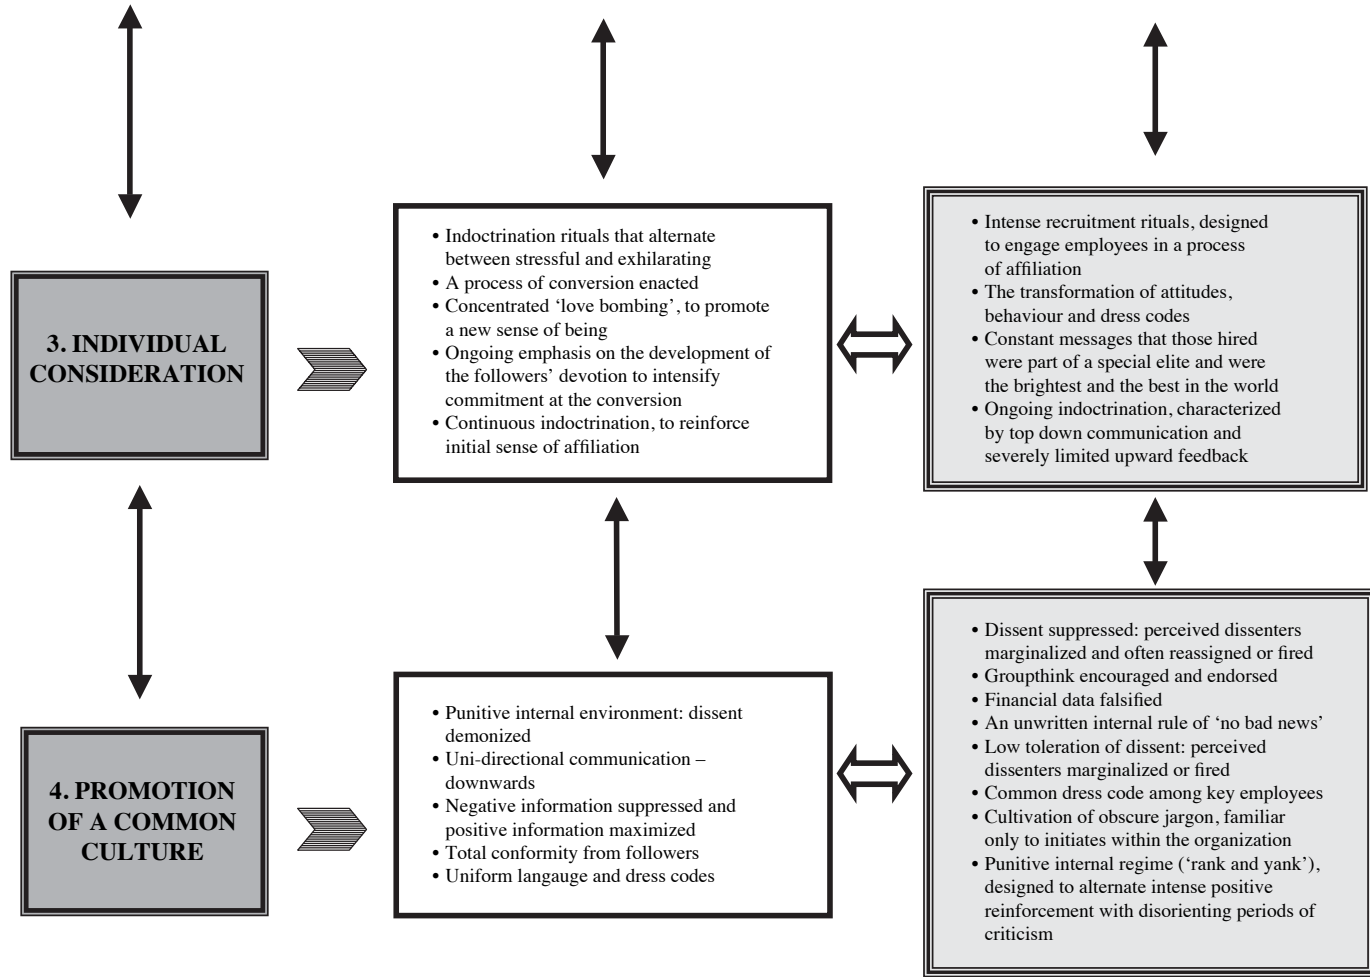 3. INDIVIDUAL
CONSIDERATION
• Indoctrination rituals that alternate
between stressful and exhilarating
• A process of conversion enacted
• Concentrated ‘love bombing’, to promote
a new sense of being
• Ongoing emphasis on the development of
the followers’ devotion to intensify
commitment at the conversion
• Continuous indoctrination, to reinforce
initial sense of affiliation
• Intense recruitment rituals, designed
to engage employees in a process
of affiliation
• The transformation of attitudes,
behaviour and dress codes
• Constant messages that those hired
were part of a special elite and were
the brightest and the best in the world
• Ongoing indoctrination, characterized
by top down communication and
severely limited upward feedback
4. PROMOTION
OF A COMMON
CULTURE
• Punitive internal environment: dissent
demonized
• Uni-directional communication –
downwards
• Negative information suppressed and
positive information maximized
• Total conformity from followers
• Uniform langauge and dress codes
• Dissent suppressed: perceived dissenters
marginalized and often reassigned or fired
• Groupthink encouraged and endorsed
• Financial data falsified
• An unwritten internal rule of ‘no bad news’
• Low toleration of dissent: perceived
dissenters marginalized or fired
• Common dress code among key employees
• Cultivation of obscure jargon, familiar
only to initiates within the organization
• Punitive internal regime (‘rank and yank’),
designed to alternate intense positive
reinforcement with disorienting periods of
criticism